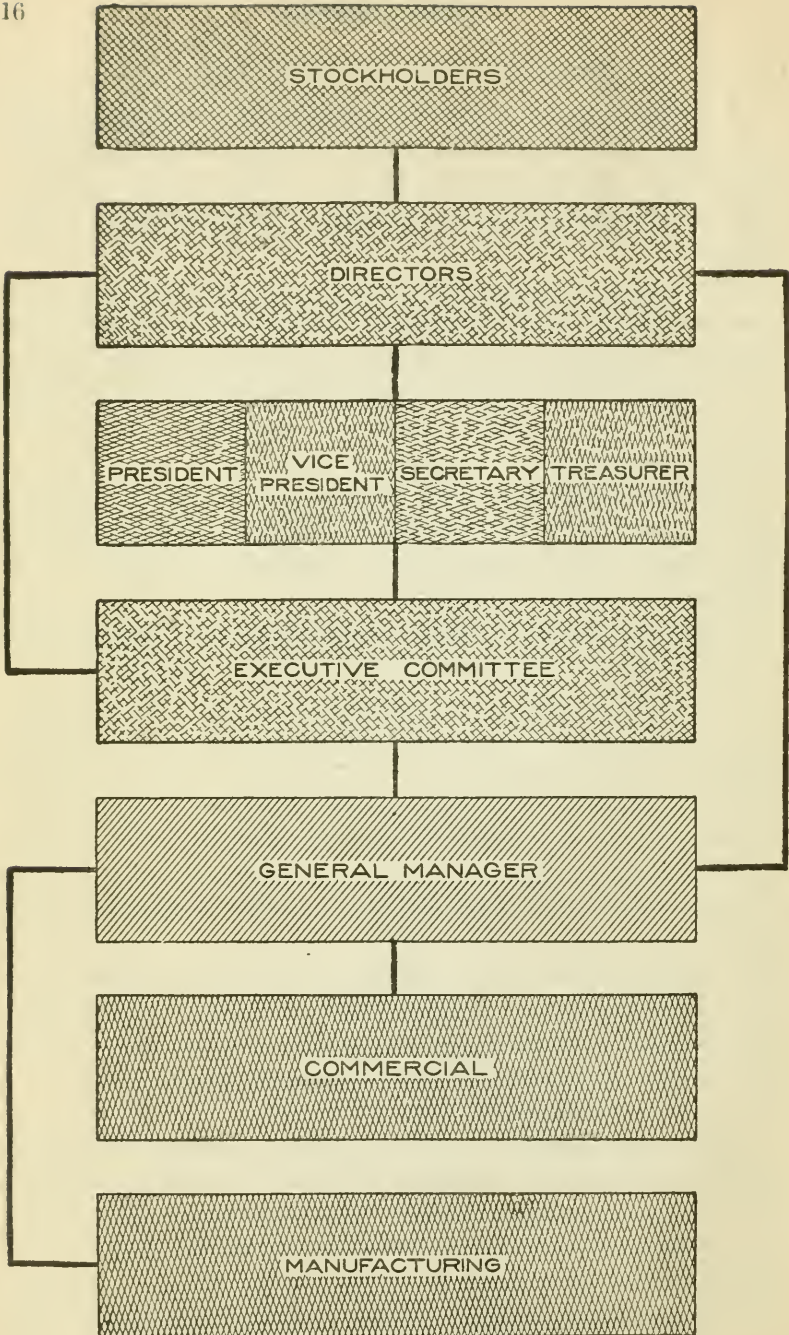 16
STOCKHOLDERS
DIRECTORS
PRESIDENT
VICE
PRESIDENT
SECRETARY
TREASURER
EXECUTIVE COMMITTEE
GENERAL MANAGER
COMMERCIAL
MANUFACTURING